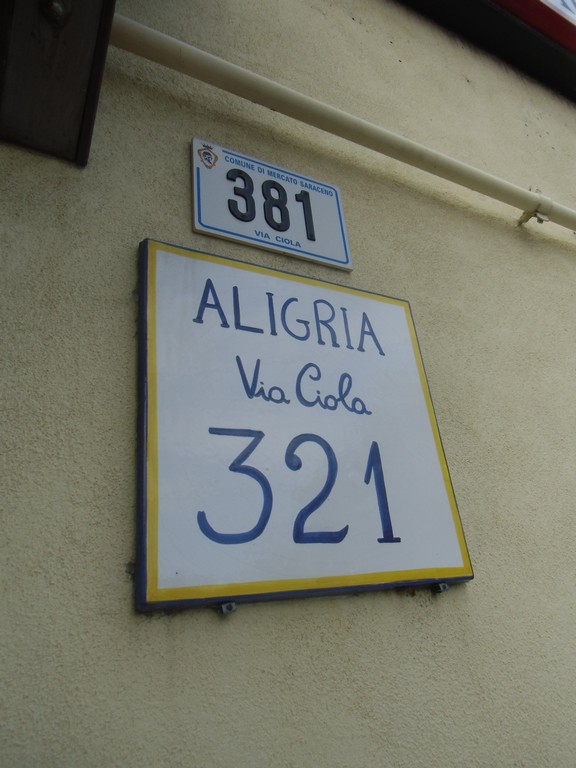 COMUNE DI MERCATO SARACENO
381
VIA CIOLA
ALIGRIA
Via Ciola
321